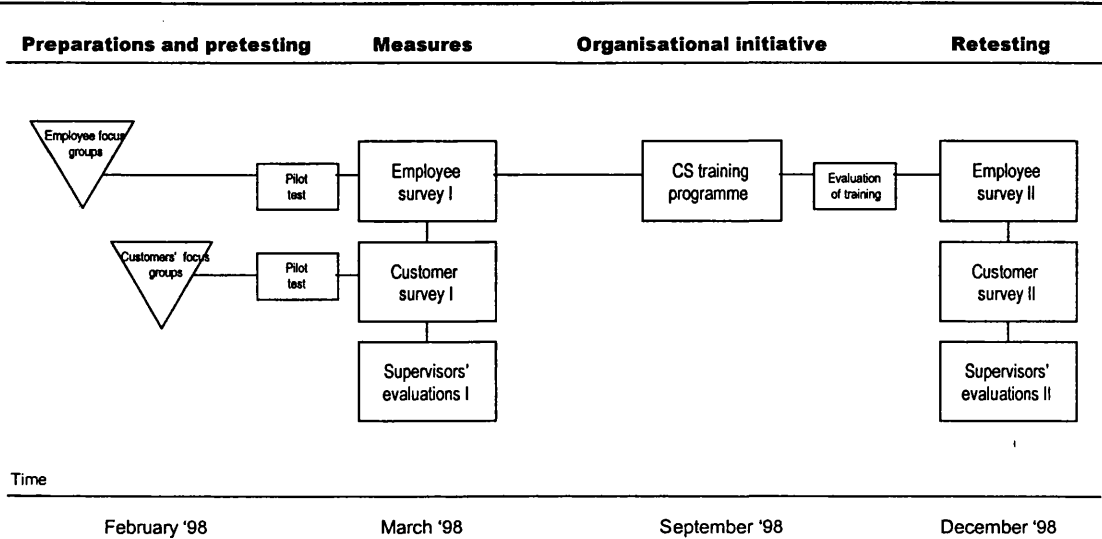 Preparations and pretesting
Measures
Organisational initiative
Retesting
Employee focus
groups
Pilot
test
Employee
survey I
CS training
programme
Evaluation
of training
Employee
survey II
Customers' focus
groups
Pilot
test
Customer
survey I
Customer
survey II
Supervisors'
evaluations I
Supervisors'
evaluations II
Time
February '98
March '98
September '98
December '98